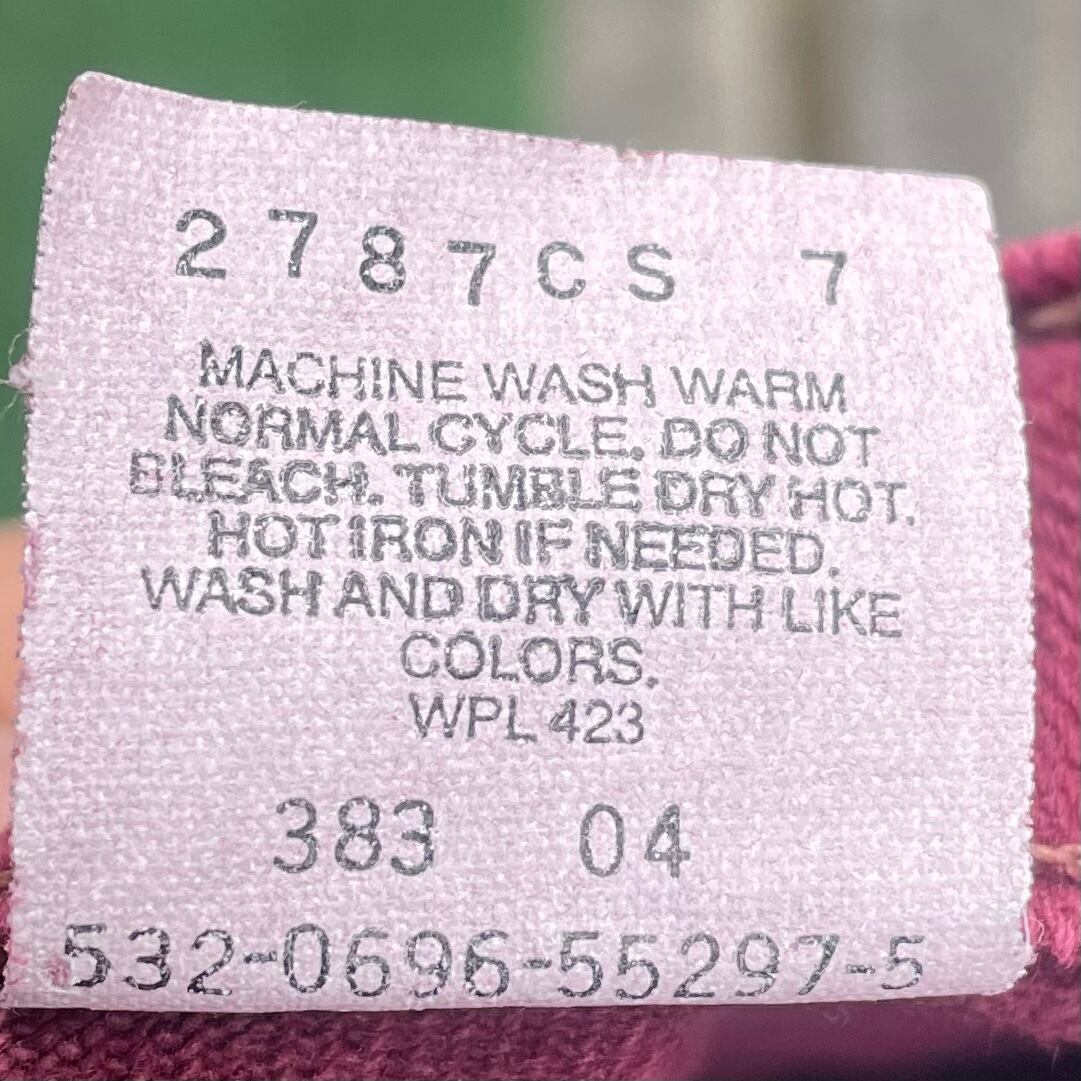 2787CS 7
MACHINE WASH WARM
NORMAL CYCLE. DO NOT
BLEACH. TUMBLE DRY HOT.
HOT IRON IF NEEDED.
WASH AND DRY WITH LIKE
COLORS.
WPL 423
383 04
532-0696-55297-5